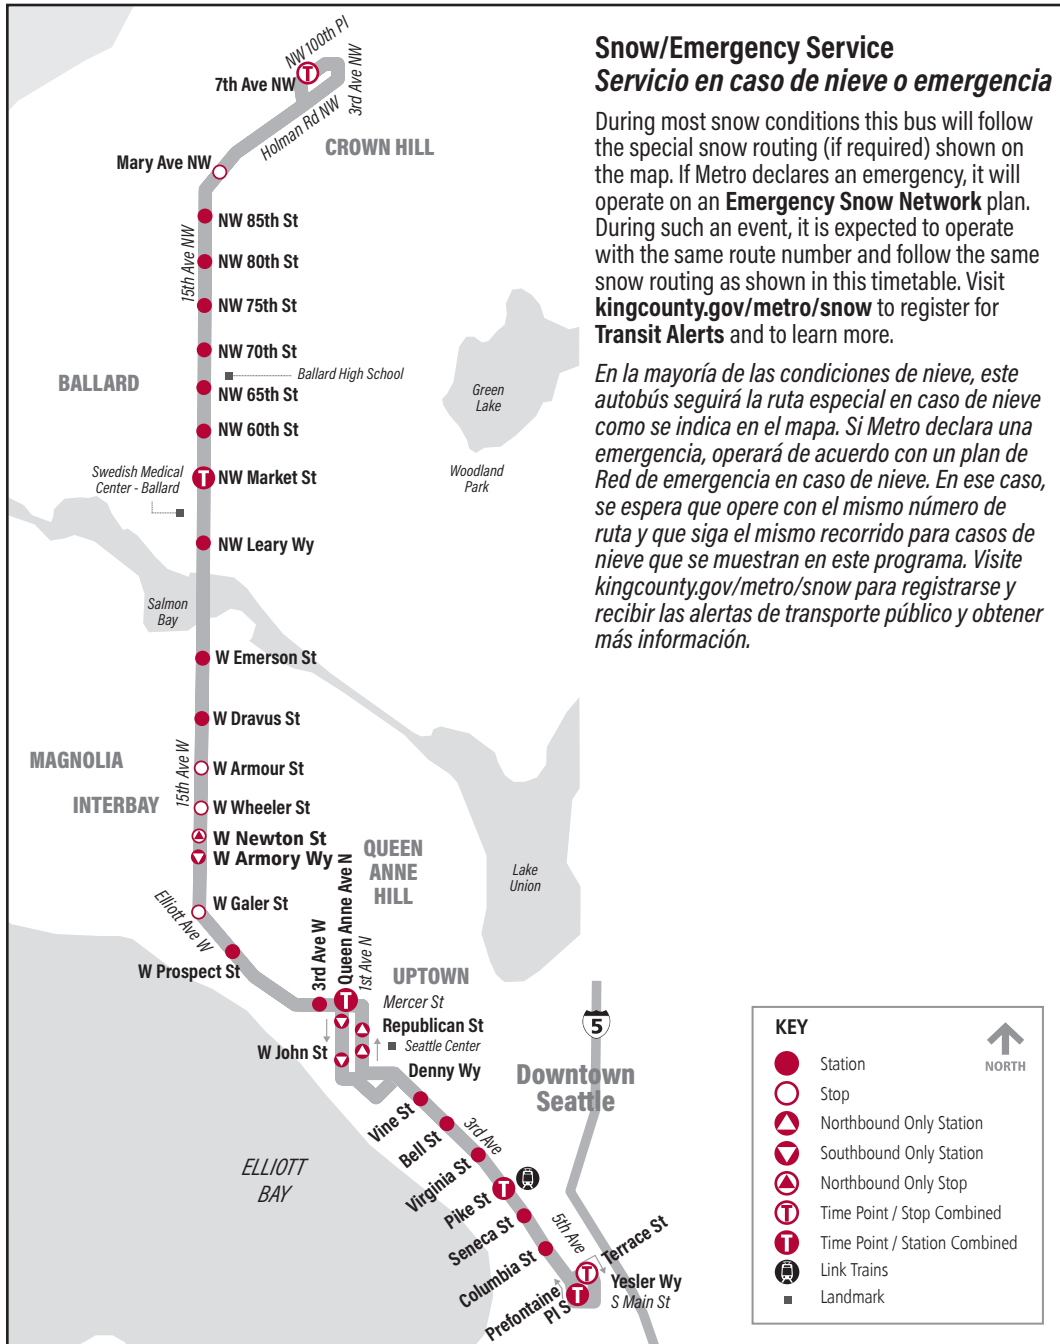 Snow/Emergency Service
Servicio en caso de nieve o emergencia
During most snow conditions this bus will follow
the special snow routing (if required) shown on
the map. If Metro declares an emergency, it will
operate on an Emergency Snow Network plan.
During such an event, it is expected to operate
with the same route number and follow the same
snow routing as shown in this timetable. Visit
kingcounty.gov/metro/snow to register for
Transit Alerts and to learn more.
En la mayoría de las condiciones de nieve, este
autobús seguirá la ruta especial en caso de nieve
como se indica en el mapa. Si Metro declara una
emergencia, operará de acuerdo con un plan de
Red de emergencia en caso de nieve. En ese caso,
se espera que opere con el mismo número de
ruta y que siga el mismo recorrido para casos de
nieve que se muestran en este programa. Visite
kingcounty.gov/metro/snow para registrarse y
recibir las alertas de transporte público y obtener
más información.
NW 100th Pl
T
7th Ave NW
3rd Ave NW
Holman Rd NW
CROWN HILL
Mary Ave NW
NW 85th St
15th Ave NW
NW 80th St
NW 75th St
NW 70th St
Ballard High School
BALLARD
NW 65th St
Green
Lake
NW 60th St
Swedish Medical
Center - Ballard
T
NW Market St
Woodland
Park
NW Leary Wy
Salmon
Bay
W Emerson St
W Dravus St
MAGNOLIA
15th Ave W
W Armour St
INTERBAY
W Wheeler St
W Newton St
W Armory Wy
QUEEN
ANNE
HILL
Lake
Union
W Galer St
Elliott Ave W
W Prospect St
3rd Ave W
Queen Anne Ave N
1st Ave N
UPTOWN
T
Mercer St
Republican St
Seattle Center
W John St
Denny Wy
5
Downtown
Seattle
Vine St
Bell St
3rd Ave
Virginia St
ELLIOTT
BAY
Pike St
T
Seneca St
Columbia St
5th Ave
Terrace St
T
Yesler Wy
S Main St
T
Prefontaine
Pl S
KEY
NORTH
Station
Stop
Northbound Only Station
Southbound Only Station
Northbound Only Stop
T
Time Point / Stop Combined
T
Time Point / Station Combined
Link Trains
Landmark